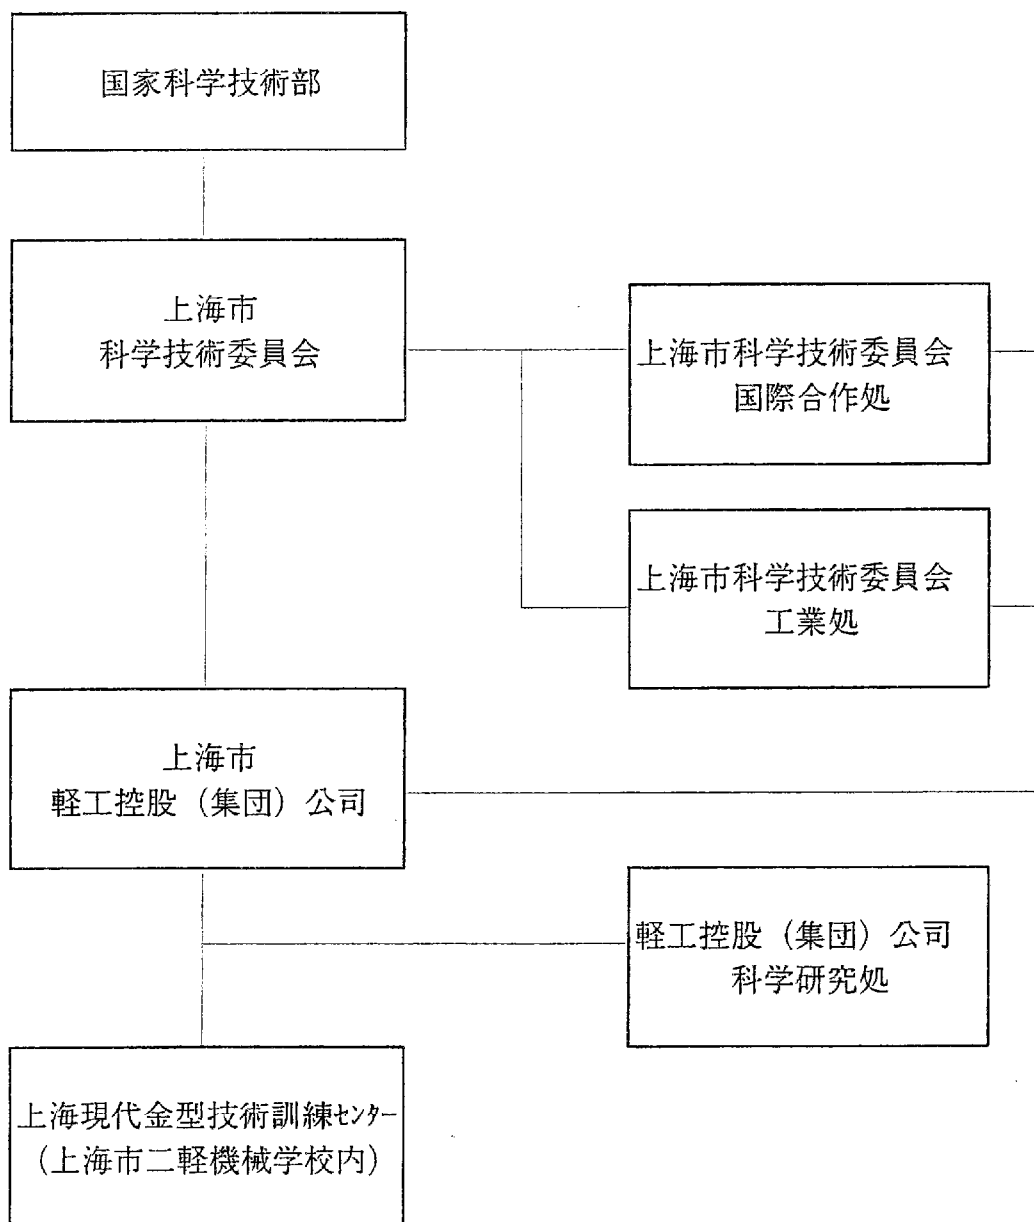 国家科学技術部
上海市
科学技術委員会
上海市科学技術委員会
国際合作処
上海市科学技術委員会
工業処
上海市
軽工控股（集団）公司
軽工控股（集団）公司
科学研究処
上海現代金型技術訓練ｾﾝﾀｰ
（上海市二軽機械学校内）